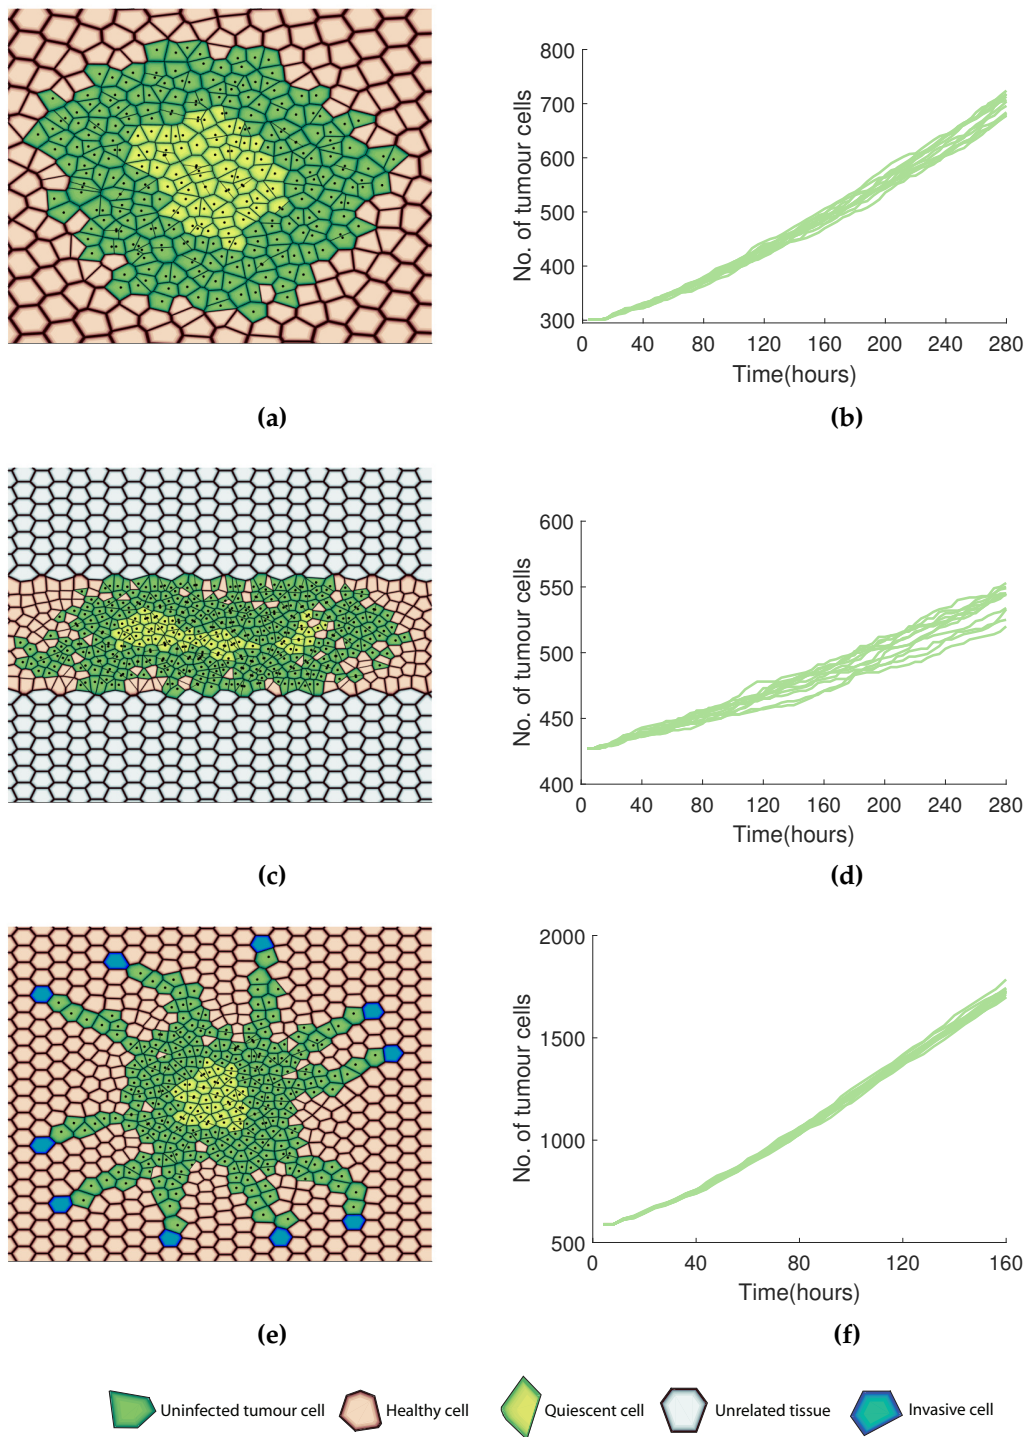 800
700
600
500
400
300
No. of tumour cells
0 40 80 120 160 200 240 280
Time(hours)
(a)
(b)
600
550
500
450
400
No. of tumour cells
0 40 80 120 160 200 240 280
Time(hours)
(c)
(d)
2000
1500
1000
500
No. of tumour cells
0 40 80 120 160
Time(hours)
(e)
(f)
Uninfected tumour cell Healthy cell Quiescent cell Unrelated tissue Invasive cell